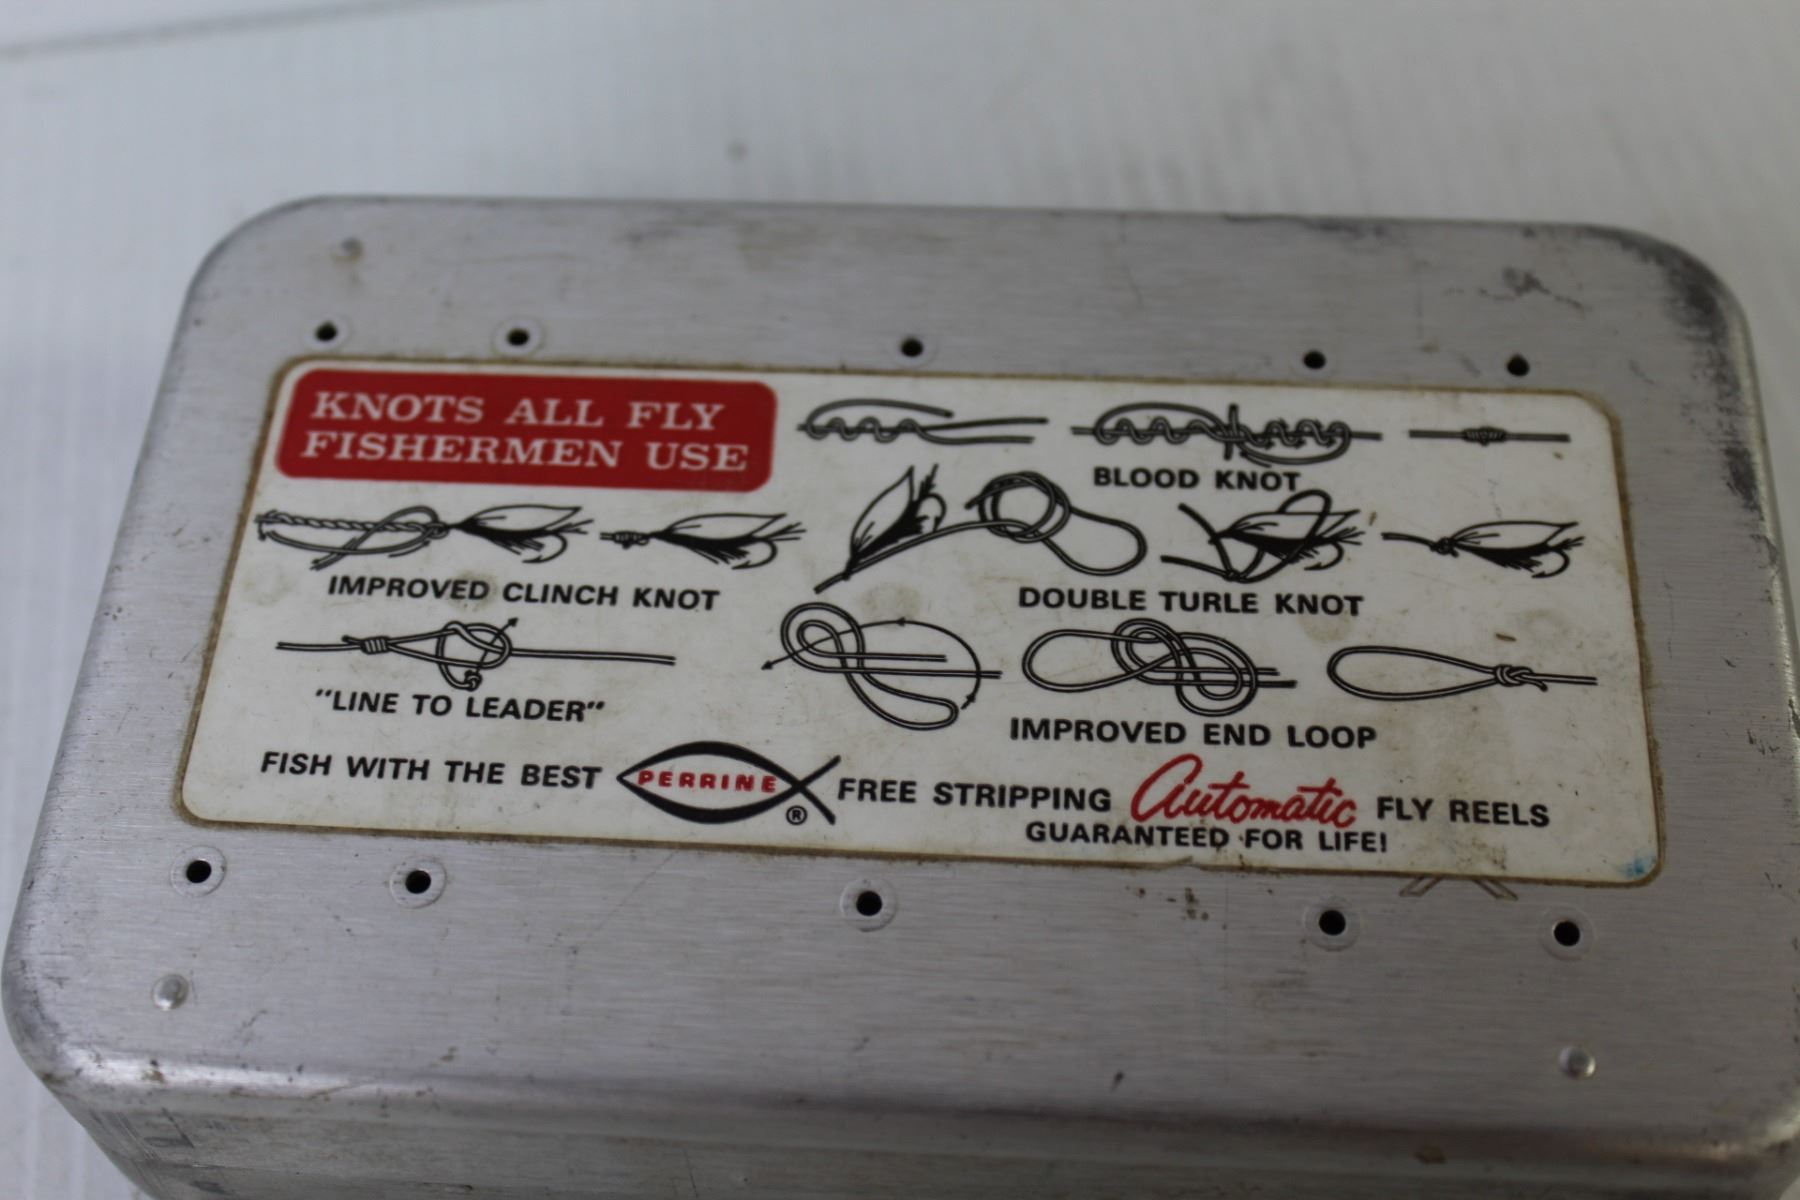 KNOTS ALL FLY
FISHERMEN USE
BLOOD KNOT
IMPROVED CLINCH KNOT
DOUBLE TURLE KNOT
"LINE TO LEADER"
IMPROVED END LOOP
FISH WITH THE BEST PERRINE ® FREE STRIPPING Automatic FLY REELS
GUARANTEED FOR LIFE!